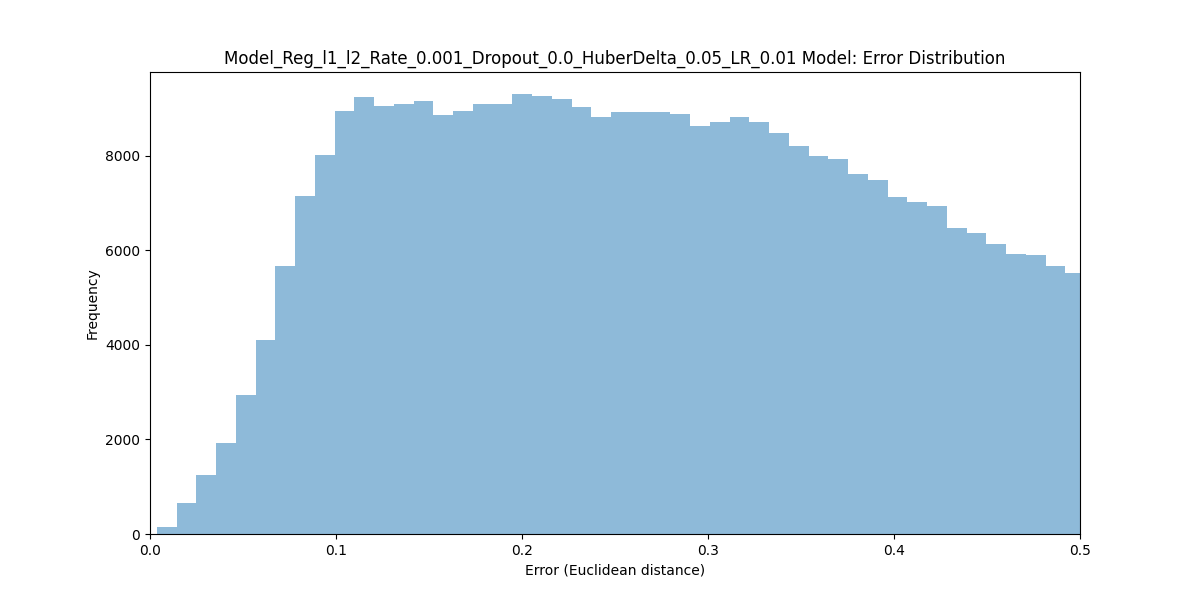 Model_Reg_l1_l2_Rate_0.001_Dropout_0.0_HuberDelta_0.05_LR_0.01 Model: Error Distribution
Frequency
8000
6000
4000
2000
0
0.0 0.1 0.2 0.3 0.4 0.5
Error (Euclidean distance)